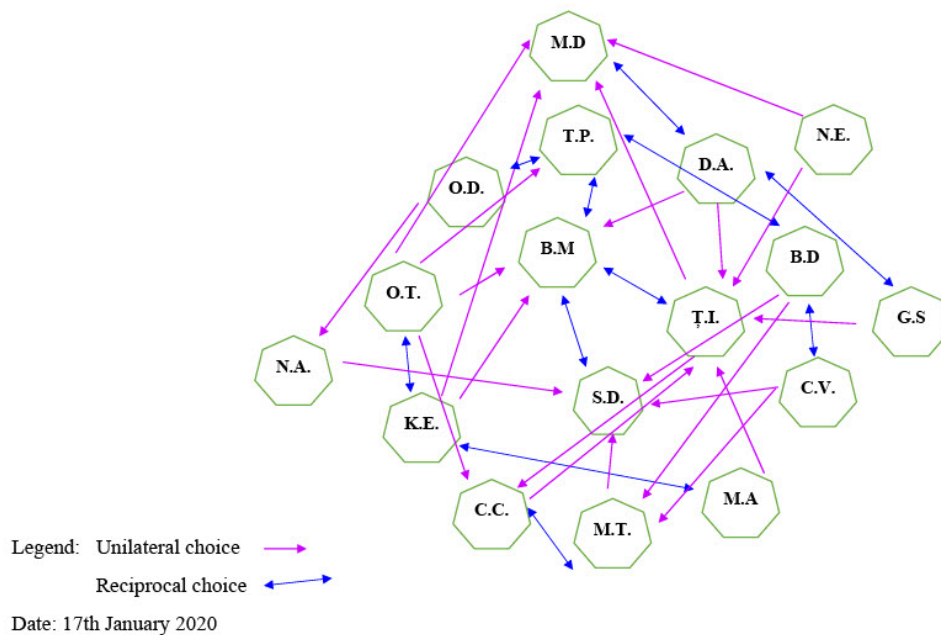 M.D
T.P.
N.E.
D.A.
O.D.
B.M
B.D
O.T.
Ț.I.
G.S
N.A.
S.D.
C.V.
K.E.
C.C.
M.A
M.T.
Legend: Unilateral choice
Reciprocal choice
Date: 17th January 2020